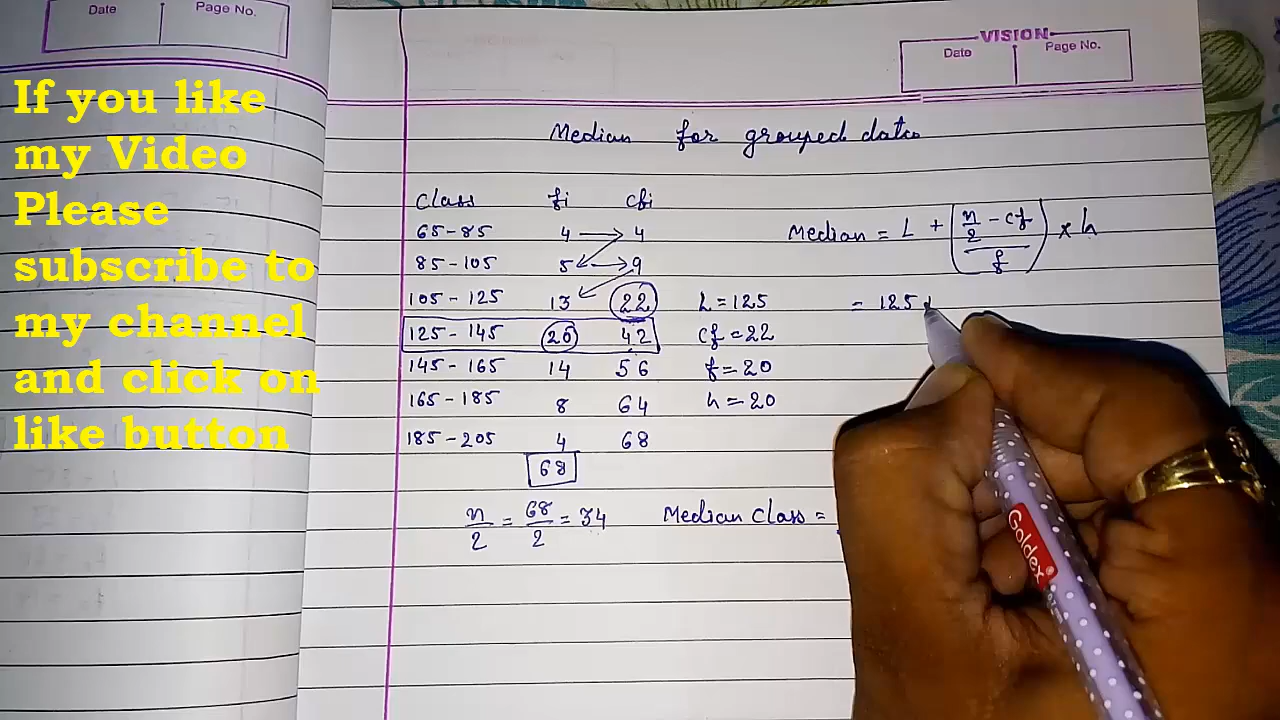 Date Page No.
VISION
Date Page No.
If you like
my Video
Please
subscribe to
my channel
and click on
like button
Median for grouped data
Class fi cfi
65-85 4 → 4
85-105 5 → 9
105-125 13 22
125-145 20 42
145-165 14 56
165-185 8 64
185-205 4 68
68
n/2 = 68/2 = 34
Median Class =
L = 125
cf = 22
f = 20
h = 20
Median = L + ((n/2 - cf)/f) × h
= 125 +
Goldex